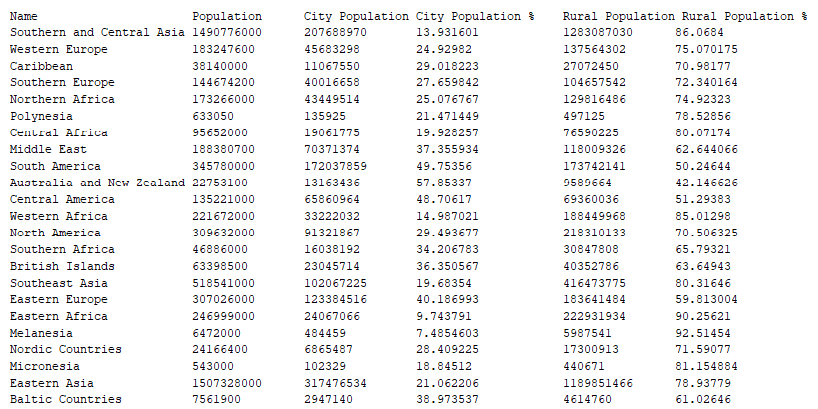 Name Population City Population City Population % Rural Population Rural Population %
Southern and Central Asia 1490776000 207688970 13.931601 1283087030 86.0684
Western Europe 183247600 45683298 24.92982 137564302 75.070175
Caribbean 38140000 11067550 29.018223 27072450 70.98177
Southern Europe 144674200 40016658 27.659842 104657542 72.340164
Northern Africa 173266000 43449514 25.076767 129816486 74.92323
Polynesia 633050 135925 21.471449 497125 78.52856
Central Africa 95652000 19061775 19.928257 76590225 80.07174
Middle East 188380700 70371374 37.355934 118009326 62.644066
South America 345780000 172037859 49.75356 173742141 50.24644
Australia and New Zealand 22753100 13163436 57.85337 9589664 42.146626
Central America 135221000 65860964 48.70617 69360036 51.29383
Western Africa 221672000 33222032 14.987021 188449968 85.01298
North America 309632000 91321867 29.493677 218310133 70.506325
Southern Africa 46886000 16038192 34.206783 30847808 65.79321
British Islands 63398500 23045714 36.350567 40352786 63.64943
Southeast Asia 518541000 102067225 19.68354 416473775 80.31646
Eastern Europe 307026000 123384516 40.186993 183641484 59.813004
Eastern Africa 246999000 24067066 9.743791 222931934 90.25621
Melanesia 6472000 484459 7.4854603 5987541 92.51454
Nordic Countries 24166400 6865487 28.409225 17300913 71.59077
Micronesia 543000 102329 18.84512 440671 81.154884
Eastern Asia 1507328000 317476534 21.062206 1189851466 78.93779
Baltic Countries 7561900 2947140 38.973537 4614760 61.02646